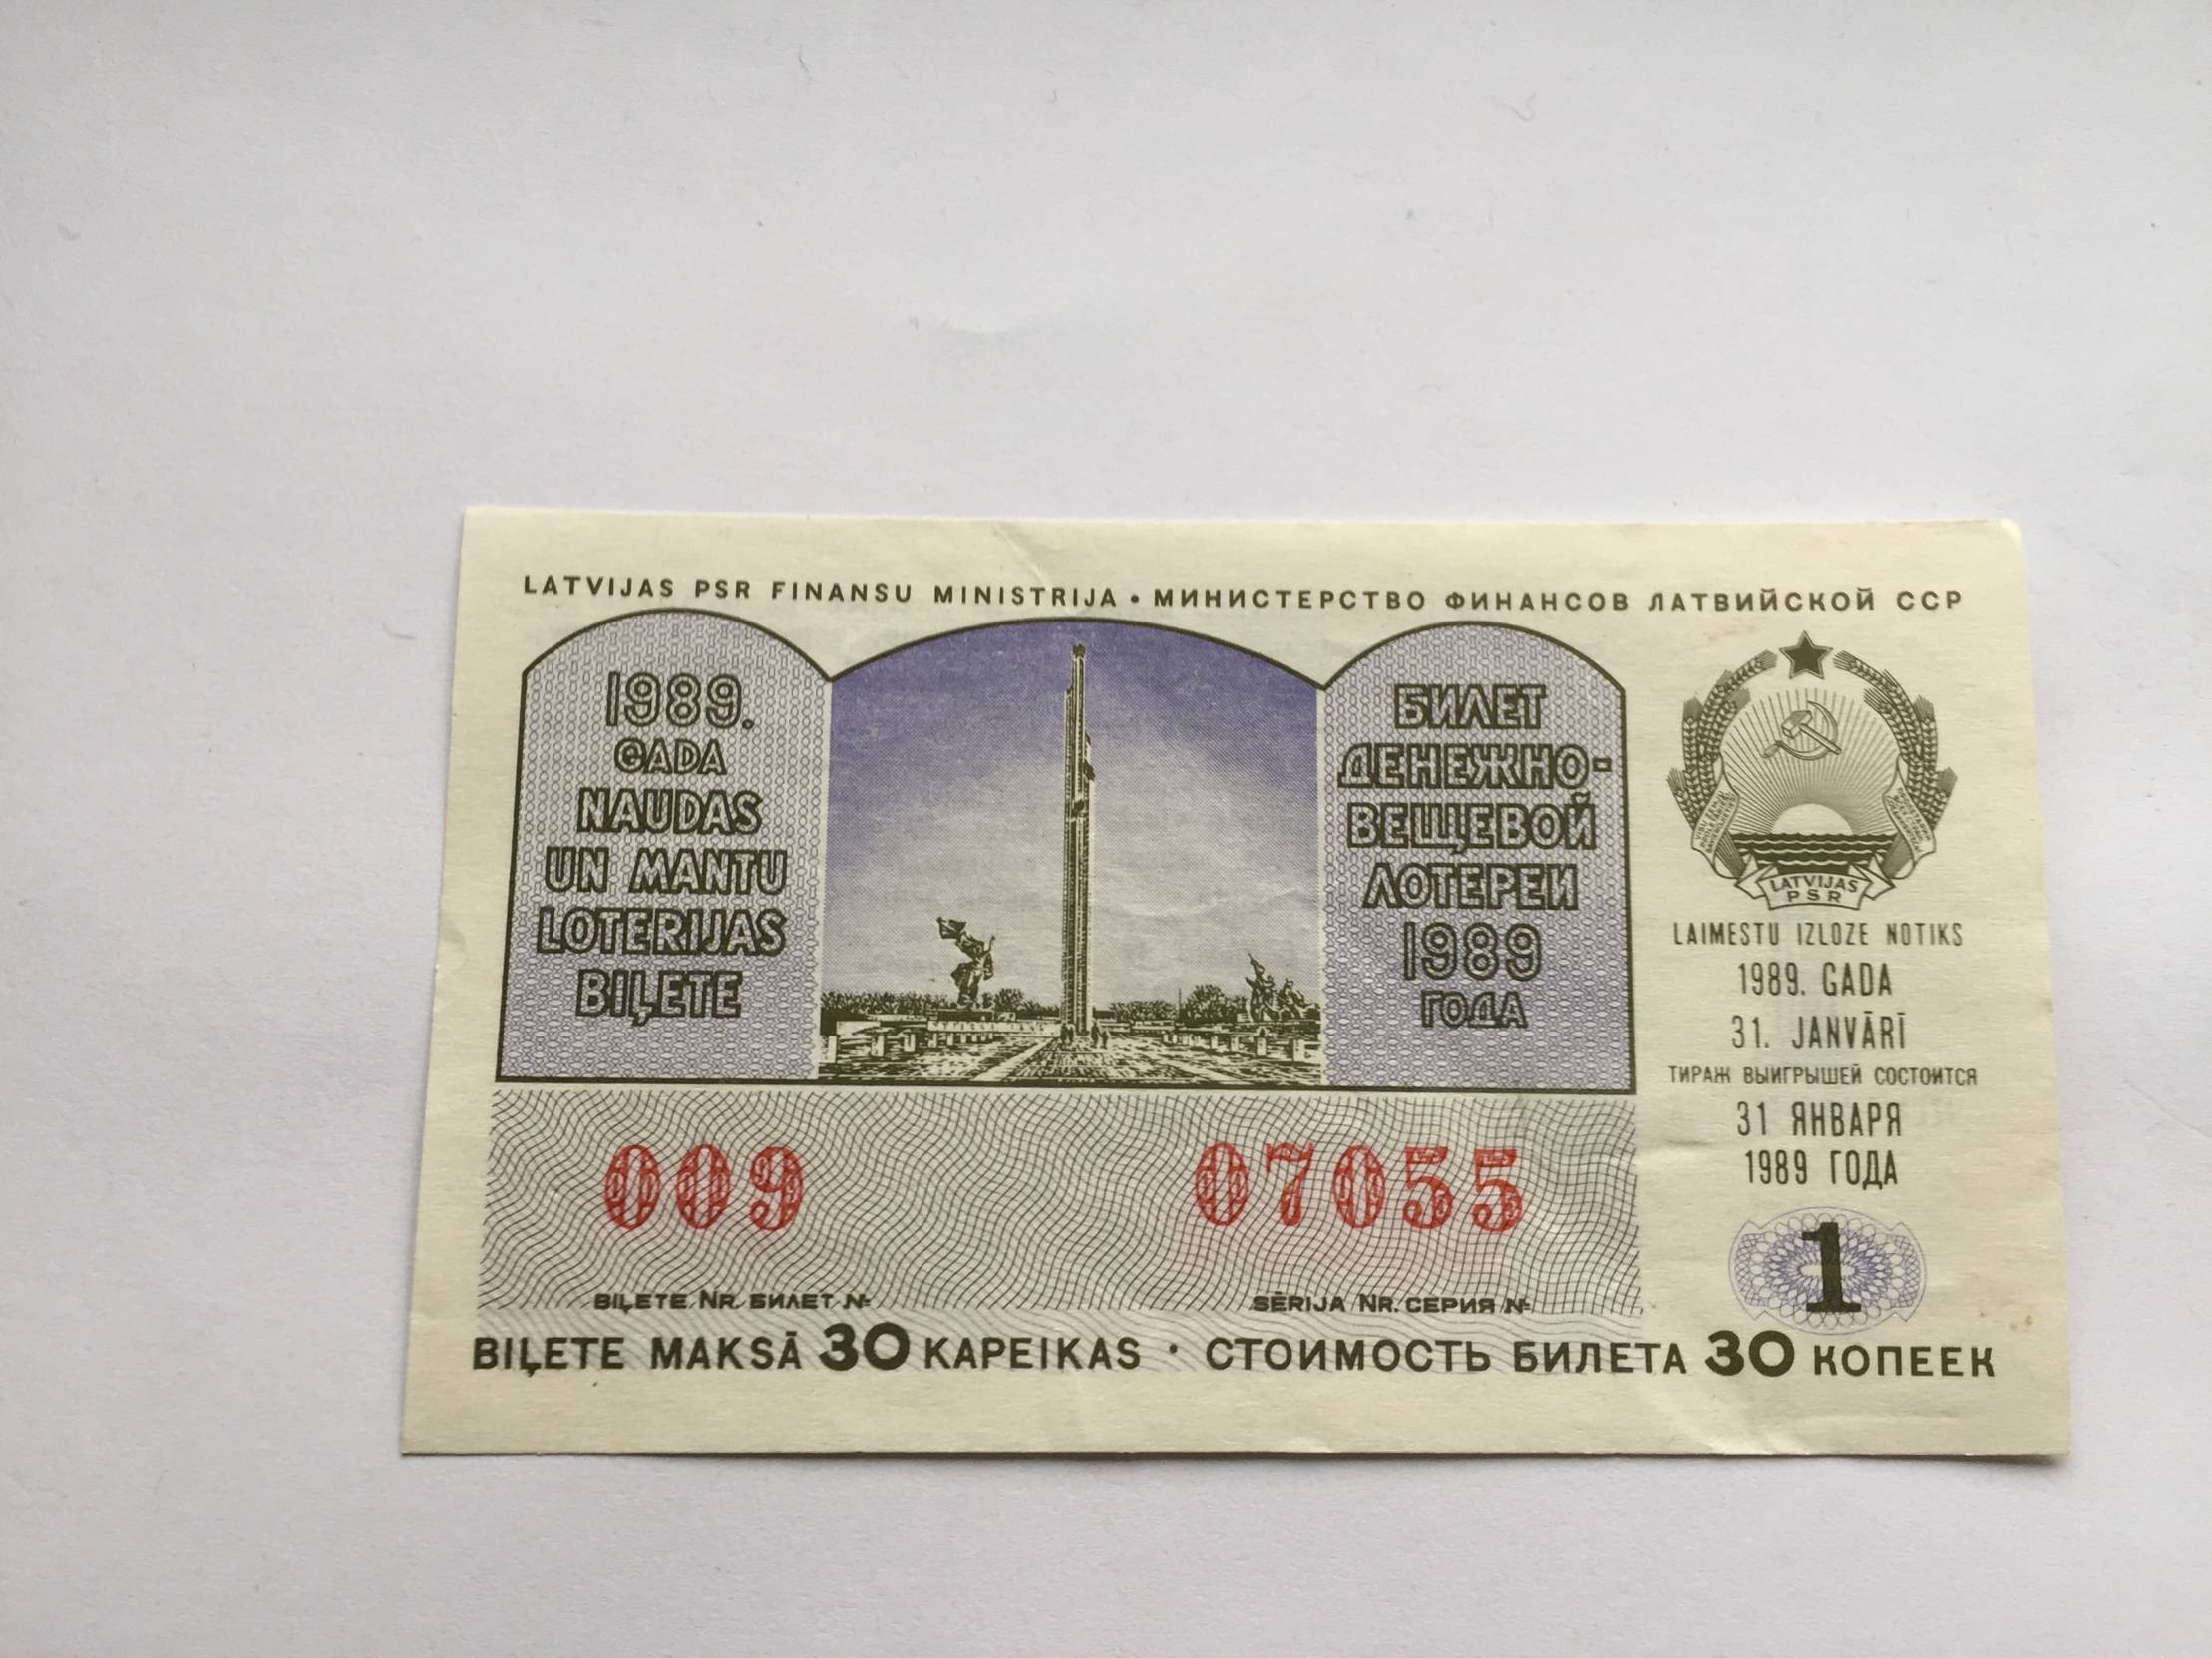 LATVIJAS PSR FINANSU MINISTRIJA • МИНИСТЕРСТВО ФИНАНСОВ ЛАТВИЙСКОЙ ССР
1989.
GADA
NAUDAS
UN MANTU
LOTERIJAS
BIĻETE
БИЛЕТ
ДЕНЕЖНО-
ВЕЩЕВОЙ
ЛОТЕРЕИ
1989
ГОДА
LATVIJAS
PSR
LAIMESTU IZLOZE NOTIKS
1989. GADA
31. JANVĀRĪ
ТИРАЖ ВЫИГРЫШЕЙ СОСТОИТСЯ
31 ЯНВАРЯ
1989 ГОДА
1
009
07055
BIĻETE NR. БИЛЕТ №
SĒRIJA NR. СЕРИЯ №
BIĻETE MAKSĀ 30 KAPEIKAS · СТОИМОСТЬ БИЛЕТА 30 КОПЕЕК